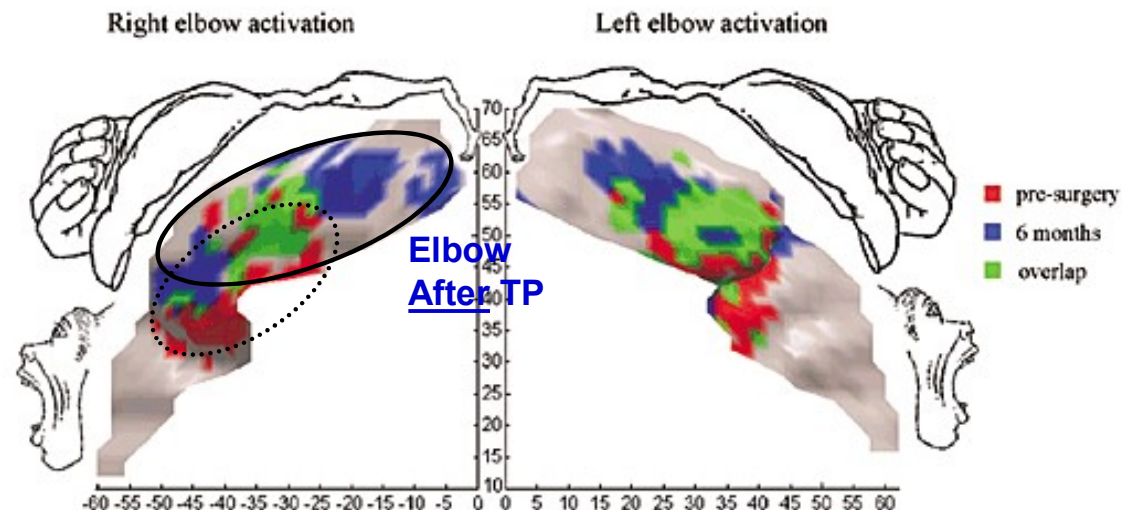 Right elbow activation
Left elbow activation
pre-surgery
6 months
overlap
Elbow
After TP
70
65
60
55
50
45
40
35
30
25
20
15
10
-60 -55 -50 -45 -40 -35 -30 -25 -20 -15 -10 -5 0
0 5 10 15 20 25 30 35 40 45 50 55 60